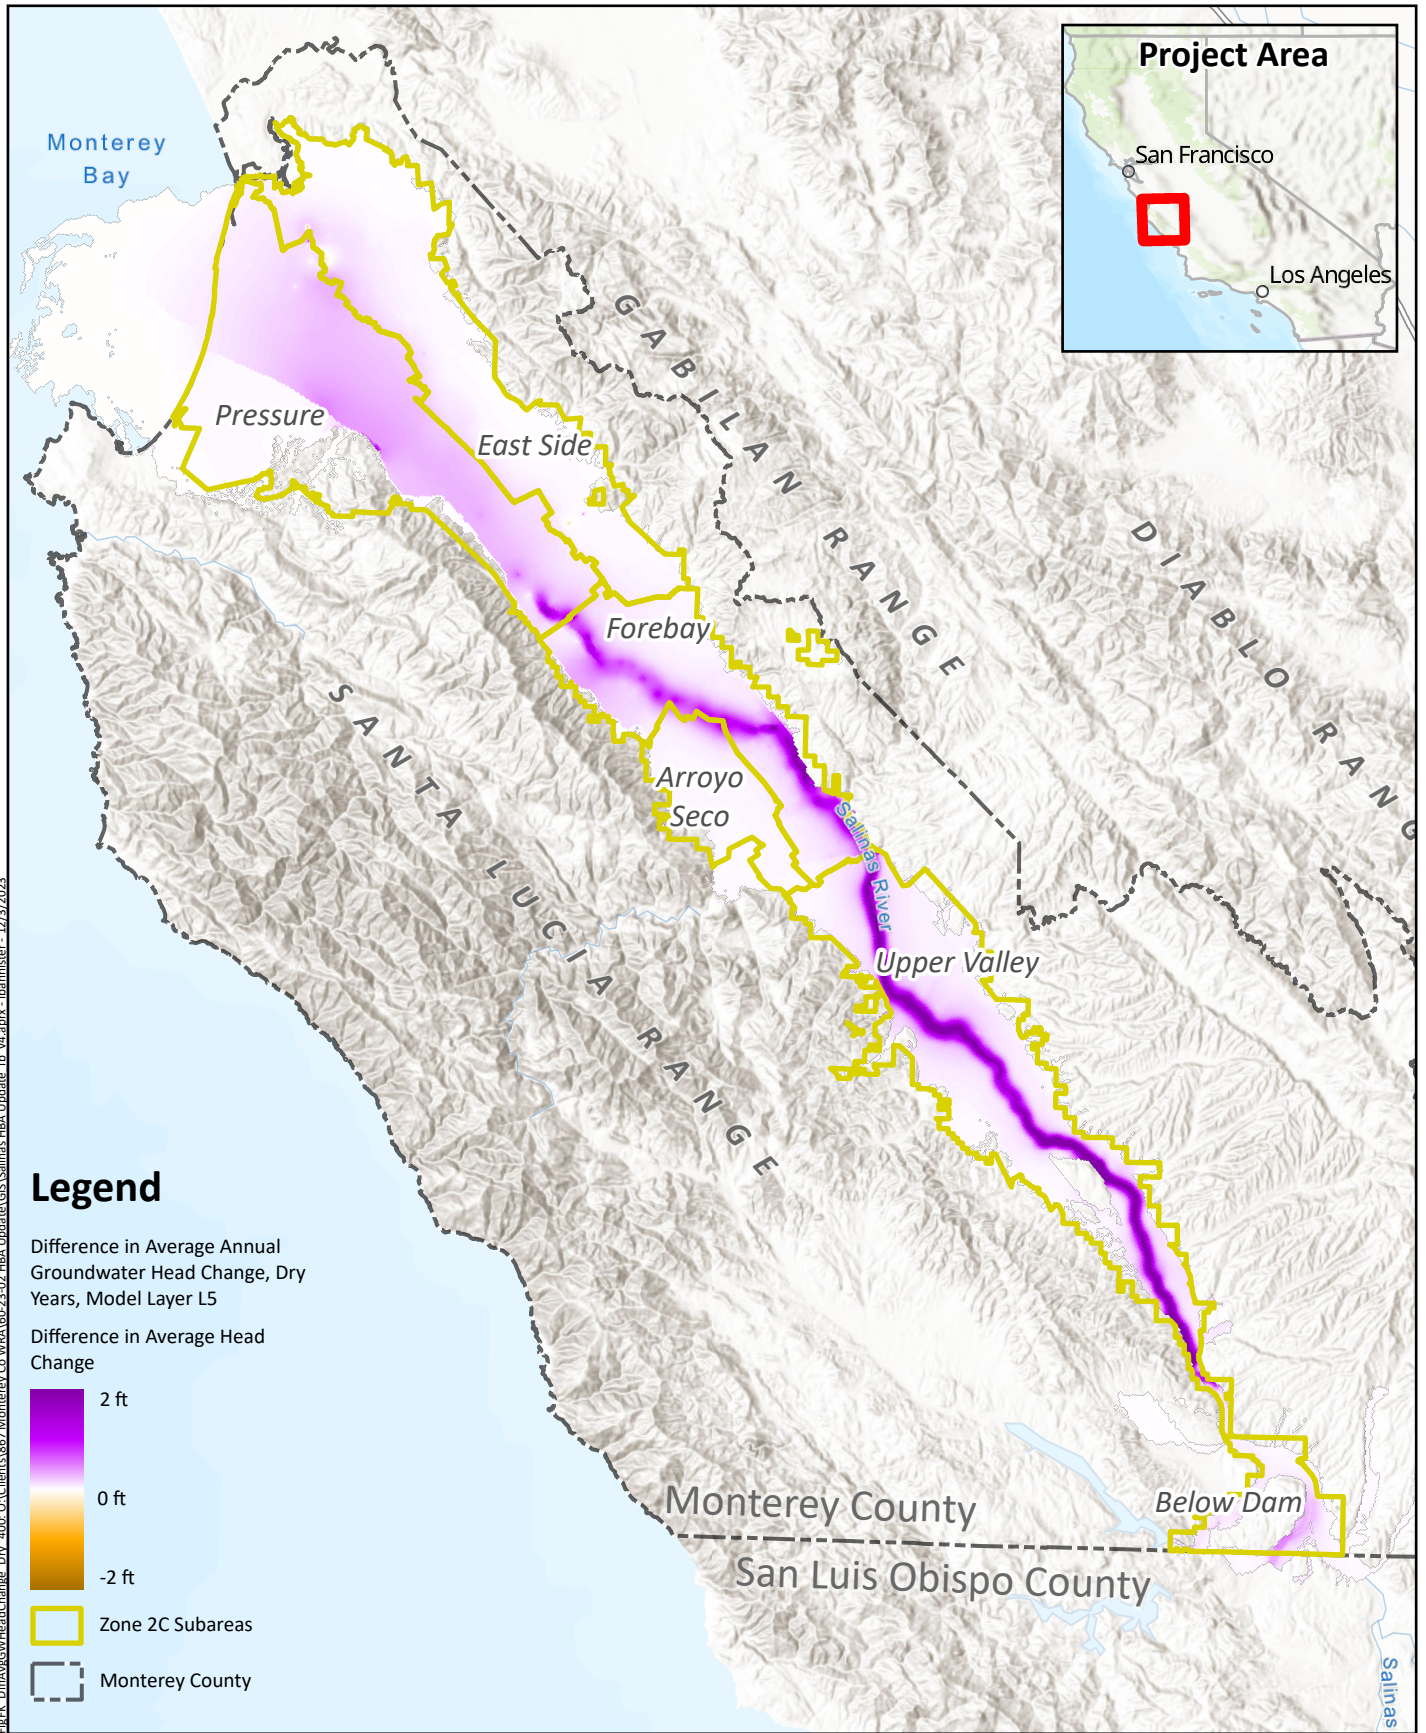 Project Area
San Francisco
Los Angeles
Monterey
Bay
GABILAN RANGE
DIABLO RANG
Pressure
East Side
Forebay
Arroyo
Seco
Salinas River
Upper Valley
SANTA LUCIA RANGE
Below Dam
Monterey County
San Luis Obispo County
Salinas
Legend
Difference in Average Annual
Groundwater Head Change, Dry
Years, Model Layer L5
Difference in Average Head
Change
2 ft
0 ft
-2 ft
Zone 2C Subareas
Monterey County